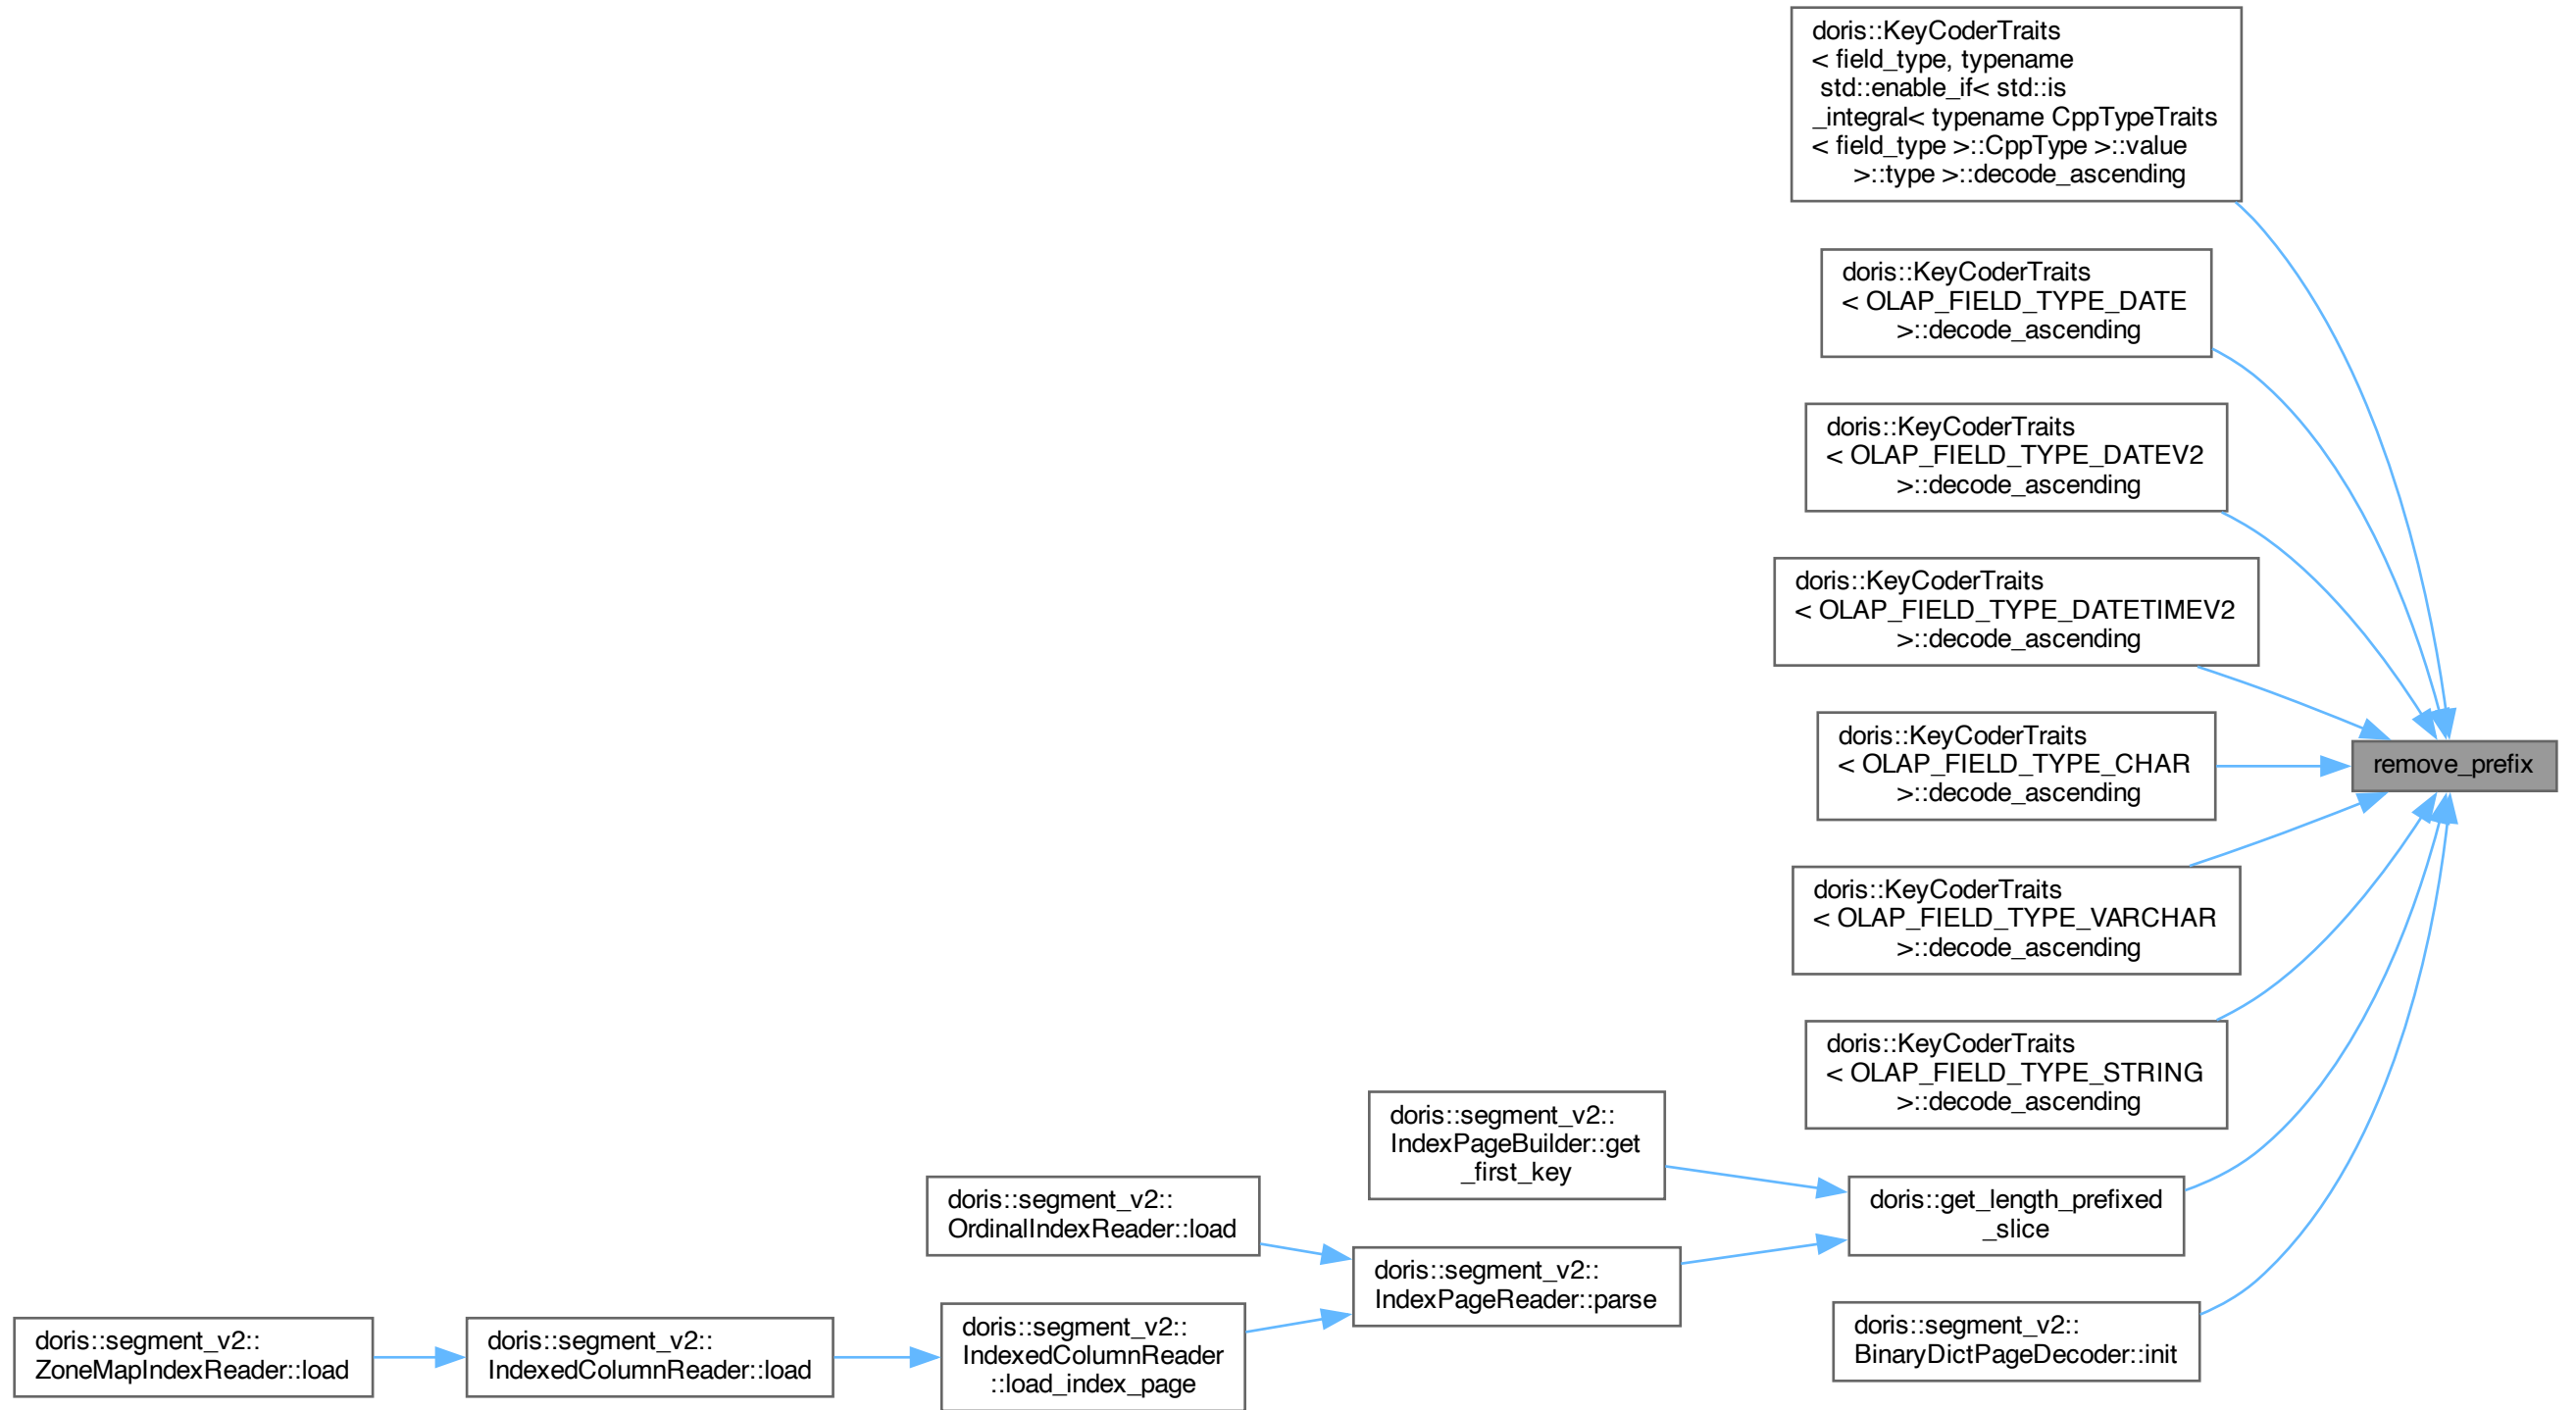 doris::KeyCoderTraits
< field_type, typename
std::enable_if< std::is
_integral< typename CppTypeTraits
< field_type >::CppType >::value
>::type >::decode_ascending
doris::KeyCoderTraits
< OLAP_FIELD_TYPE_DATE
>::decode_ascending
doris::KeyCoderTraits
< OLAP_FIELD_TYPE_DATEV2
>::decode_ascending
doris::KeyCoderTraits
< OLAP_FIELD_TYPE_DATETIMEV2
>::decode_ascending
doris::KeyCoderTraits
< OLAP_FIELD_TYPE_CHAR
>::decode_ascending
remove_prefix
doris::KeyCoderTraits
< OLAP_FIELD_TYPE_VARCHAR
>::decode_ascending
doris::KeyCoderTraits
< OLAP_FIELD_TYPE_STRING
>::decode_ascending
doris::segment_v2::
IndexPageBuilder::get
_first_key
doris::get_length_prefixed
_slice
doris::segment_v2::
OrdinalIndexReader::load
doris::segment_v2::
IndexPageReader::parse
doris::segment_v2::
ZoneMapIndexReader::load
doris::segment_v2::
IndexedColumnReader::load
doris::segment_v2::
IndexedColumnReader
::load_index_page
doris::segment_v2::
BinaryDictPageDecoder::init